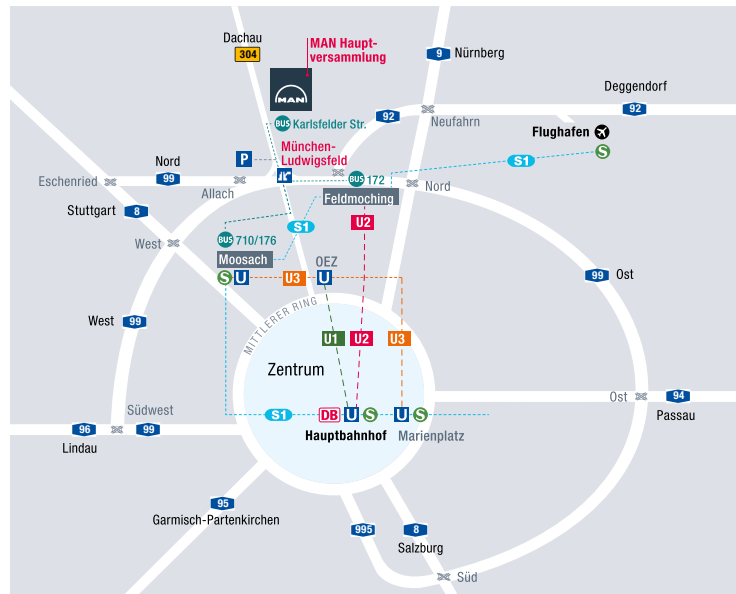 Dachau
304
MAN Haupt-
versammlung
9 Nürnberg
MAN
Deggendorf
92
92
Neufahrn
BUS Karlsfelder Str.
Flughafen
S
S1
München-
Ludwigsfeld
P
Nord
99
Eschenried
Allach
BUS 172
Nord
Feldmoching
Stuttgart
8
U2
S1
West
BUS 710/176
Moosach
OEZ
S U
U3
U
99 Ost
MITTLERER RING
West 99
U1
U2
U3
Zentrum
Ost
94
Passau
Südwest
S1
DB U S
U S
Hauptbahnhof
Marienplatz
96
99
Lindau
95
Garmisch-Partenkirchen
995
8
Salzburg
Süd